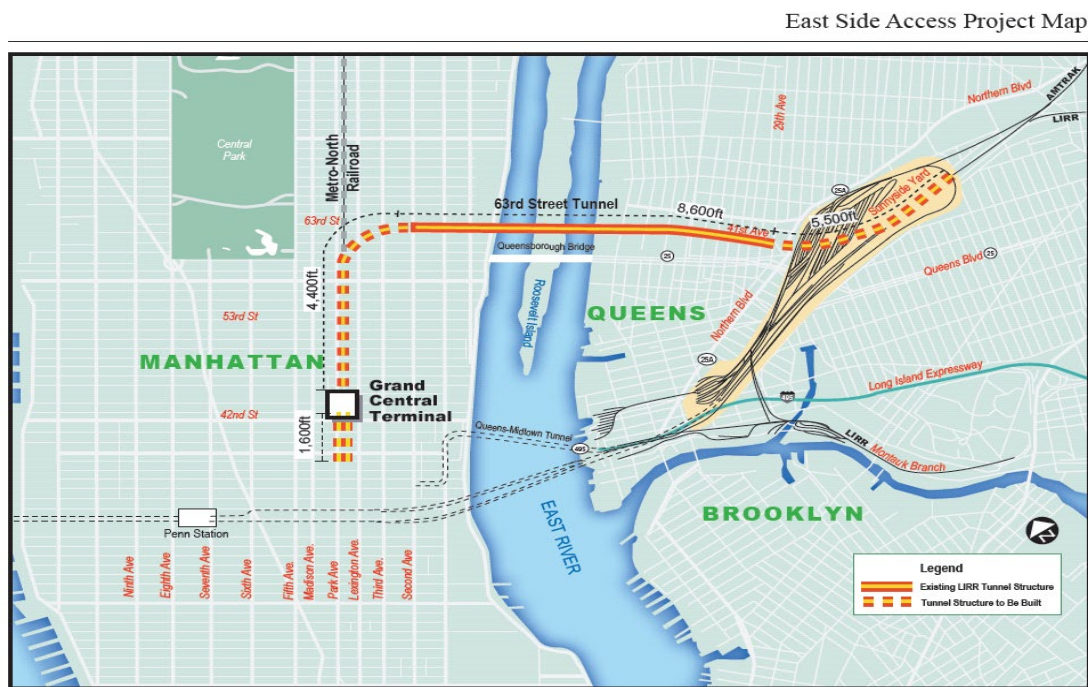 East Side Access Project Map
Northern Blvd
AMTRAK
LIRR
29th Ave
Central
Park
Metro-North
Railroad
25A
Sonnyside Yard
63rd St
63rd Street Tunnel
8,600ft
5,500ft
41st Ave
Queensborough Bridge
25
Queens Blvd
25
4,400ft.
Roosevelt Island
QUEENS
Northern Blvd
53rd St
MANHATTAN
25A
Long Island Expressway
495
Grand
Central
Terminal
42nd St
1,600ft
Queens-Midtown Tunnel
495
LIRR
Montauk Branch
EAST RIVER
BROOKLYN
Penn Station
Ninth Ave
Eighth Ave
Seventh Ave
Sixth Ave
Fifth Ave.
Madison Ave.
Park Ave
Lexington Ave.
Third Ave.
Second Ave
Legend
Existing LIRR Tunnel Structure
Tunnel Structure to Be Built